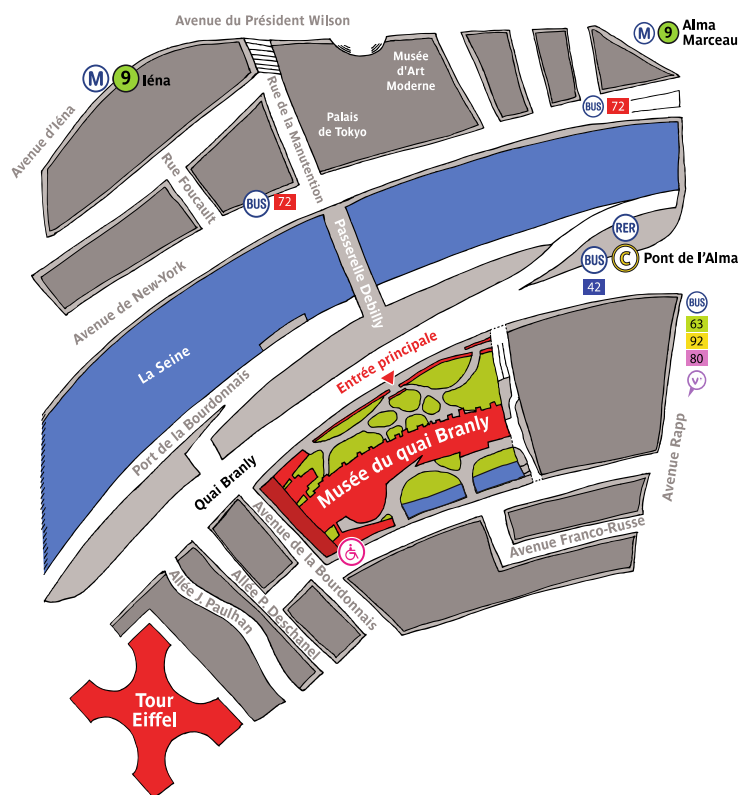 Avenue du Président Wilson
M 9 Alma
Marceau
Musée
d'Art
Moderne
M 9 Iéna
BUS 72
Palais
de Tokyo
Avenue d'Iéna
Rue de la Manutention
Rue Foucault
BUS 72
Passerelle Debilly
RER
BUS C Pont de l'Alma
42
Avenue de New-York
BUS
63
92
80
V+
La Seine
Entrée principale
Port de la Bourdonnais
Musée du quai Branly
Avenue Rapp
Quai Branly
Avenue de la Bourdonnais
Avenue Franco-Russe
Allée J. Paulhan
Allée P. Deschanel
Tour
Eiffel